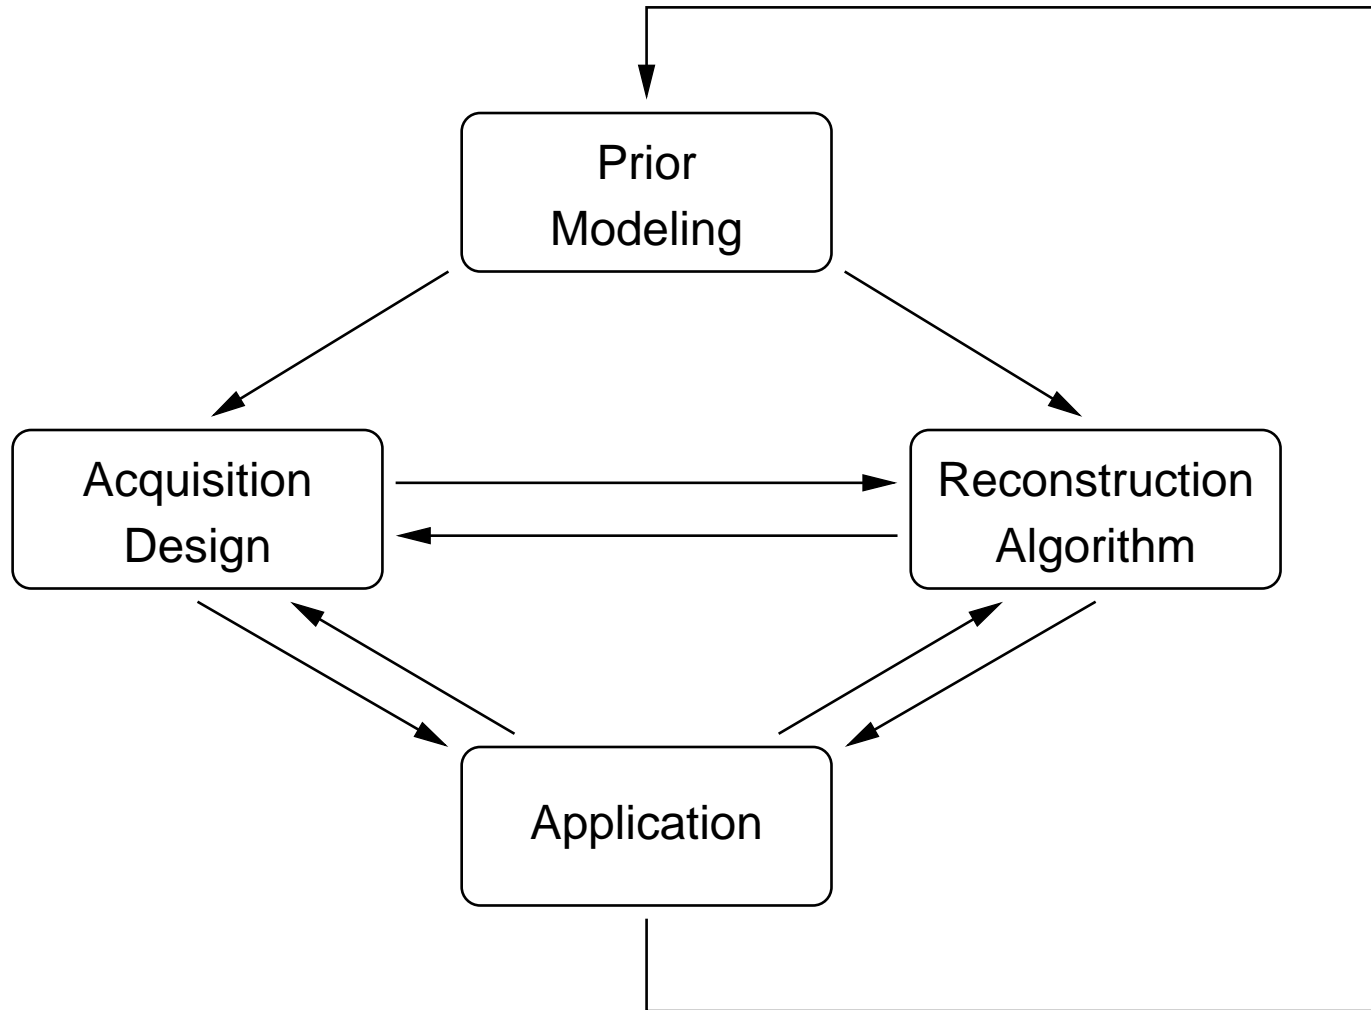 Prior
Modeling
Acquisition
Design
Reconstruction
Algorithm
Application